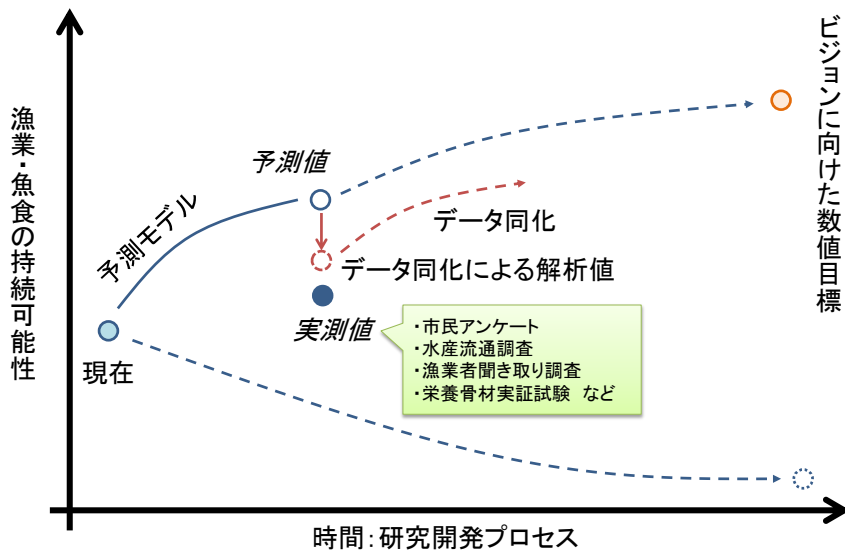 ビジョンに向けた数値目標
漁業・魚食の持続可能性
予測値
予測モデル
データ同化
データ同化による解析値
実測値
・市民アンケート
・水産流通調査
・漁業者聞き取り調査
・栄養骨材実証試験 など
現在
時間：研究開発プロセス